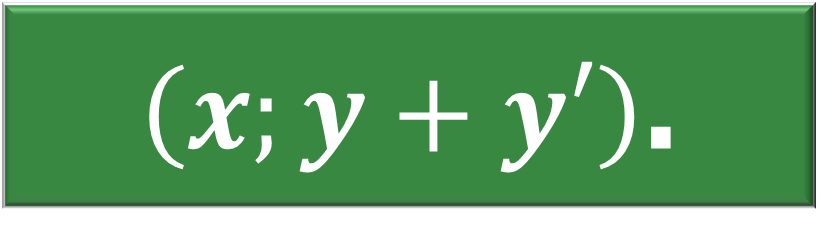 (x; y + y′).